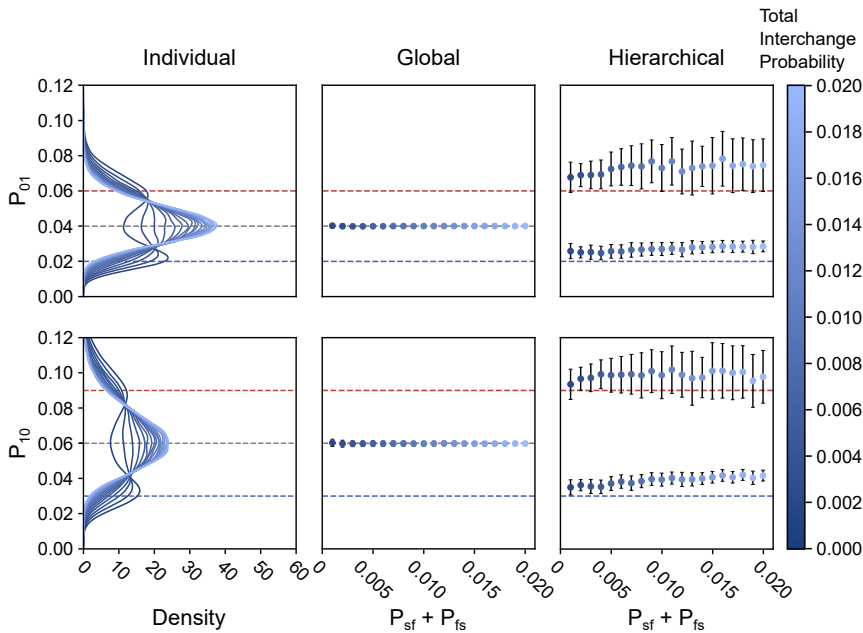 Total
Interchange
Probability
Individual
Global
Hierarchical
P01
0.12
0.10
0.08
0.06
0.04
0.02
0.00
0.020
0.018
0.016
0.014
0.012
0.010
0.008
0.006
0.004
0.002
0.000
P10
0.12
0.10
0.08
0.06
0.04
0.02
0.00
0 10 20 30 40 50 60
0 0.005 0.010 0.015 0.020
0 0.005 0.010 0.015 0.020
Density
Psf + Pfs
Psf + Pfs